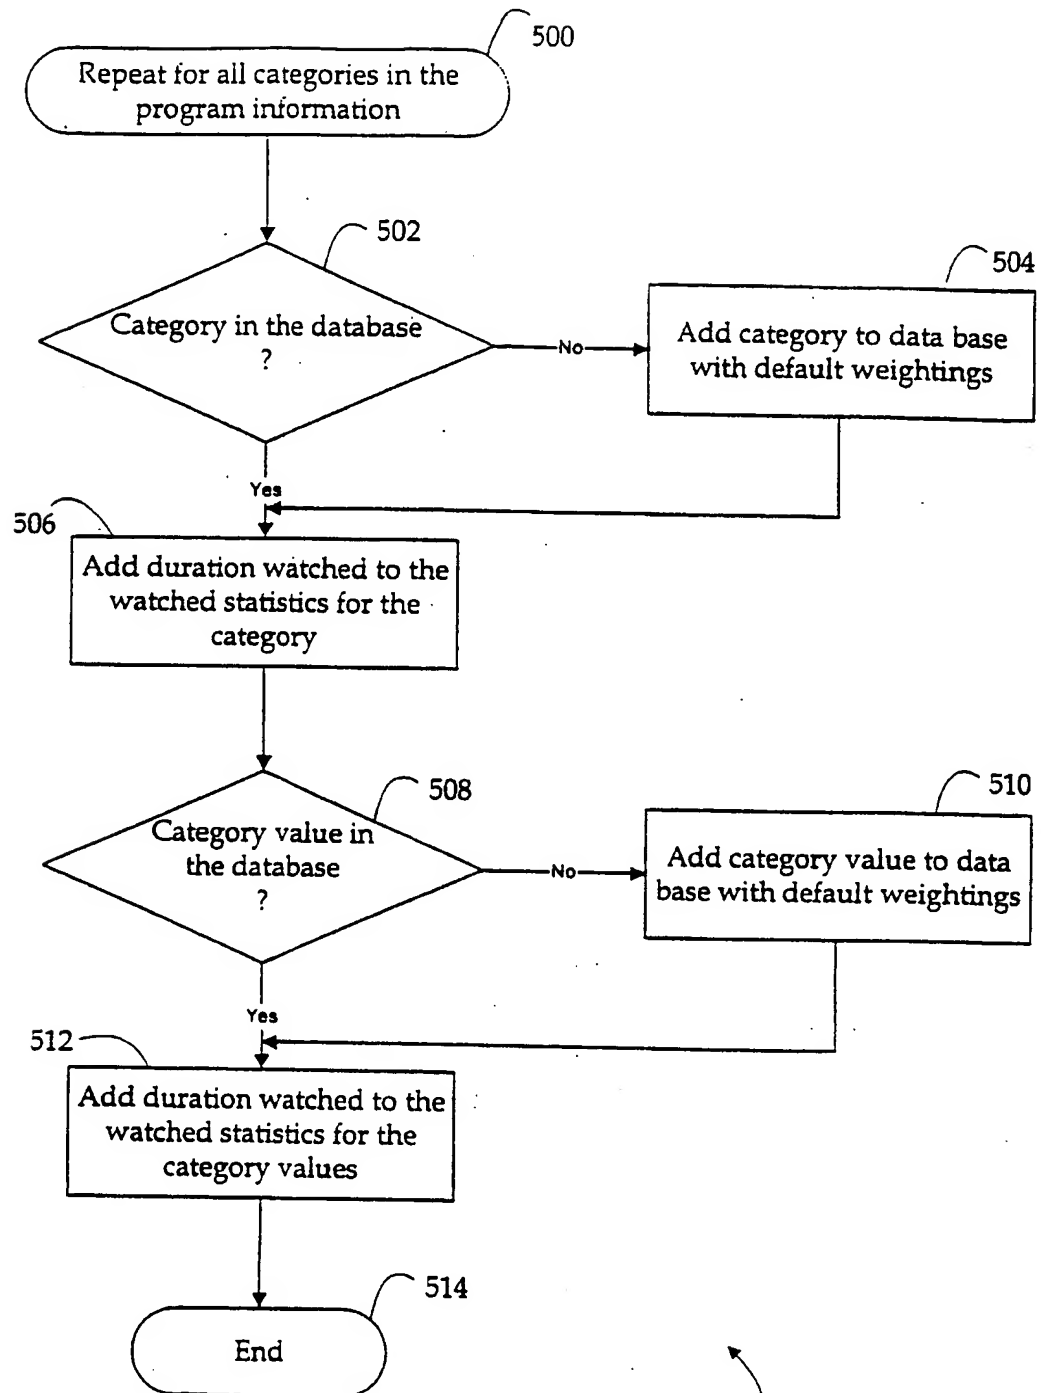 500
Repeat for all categories in the
program information
502
Category in the database
?
No
504
Add category to data base
with default weightings
Yes
506
Add duration watched to the
watched statistics for the
category
508
Category value in
the database
?
No
510
Add category value to data
base with default weightings
Yes
512
Add duration watched to the
watched statistics for the
category values
514
End